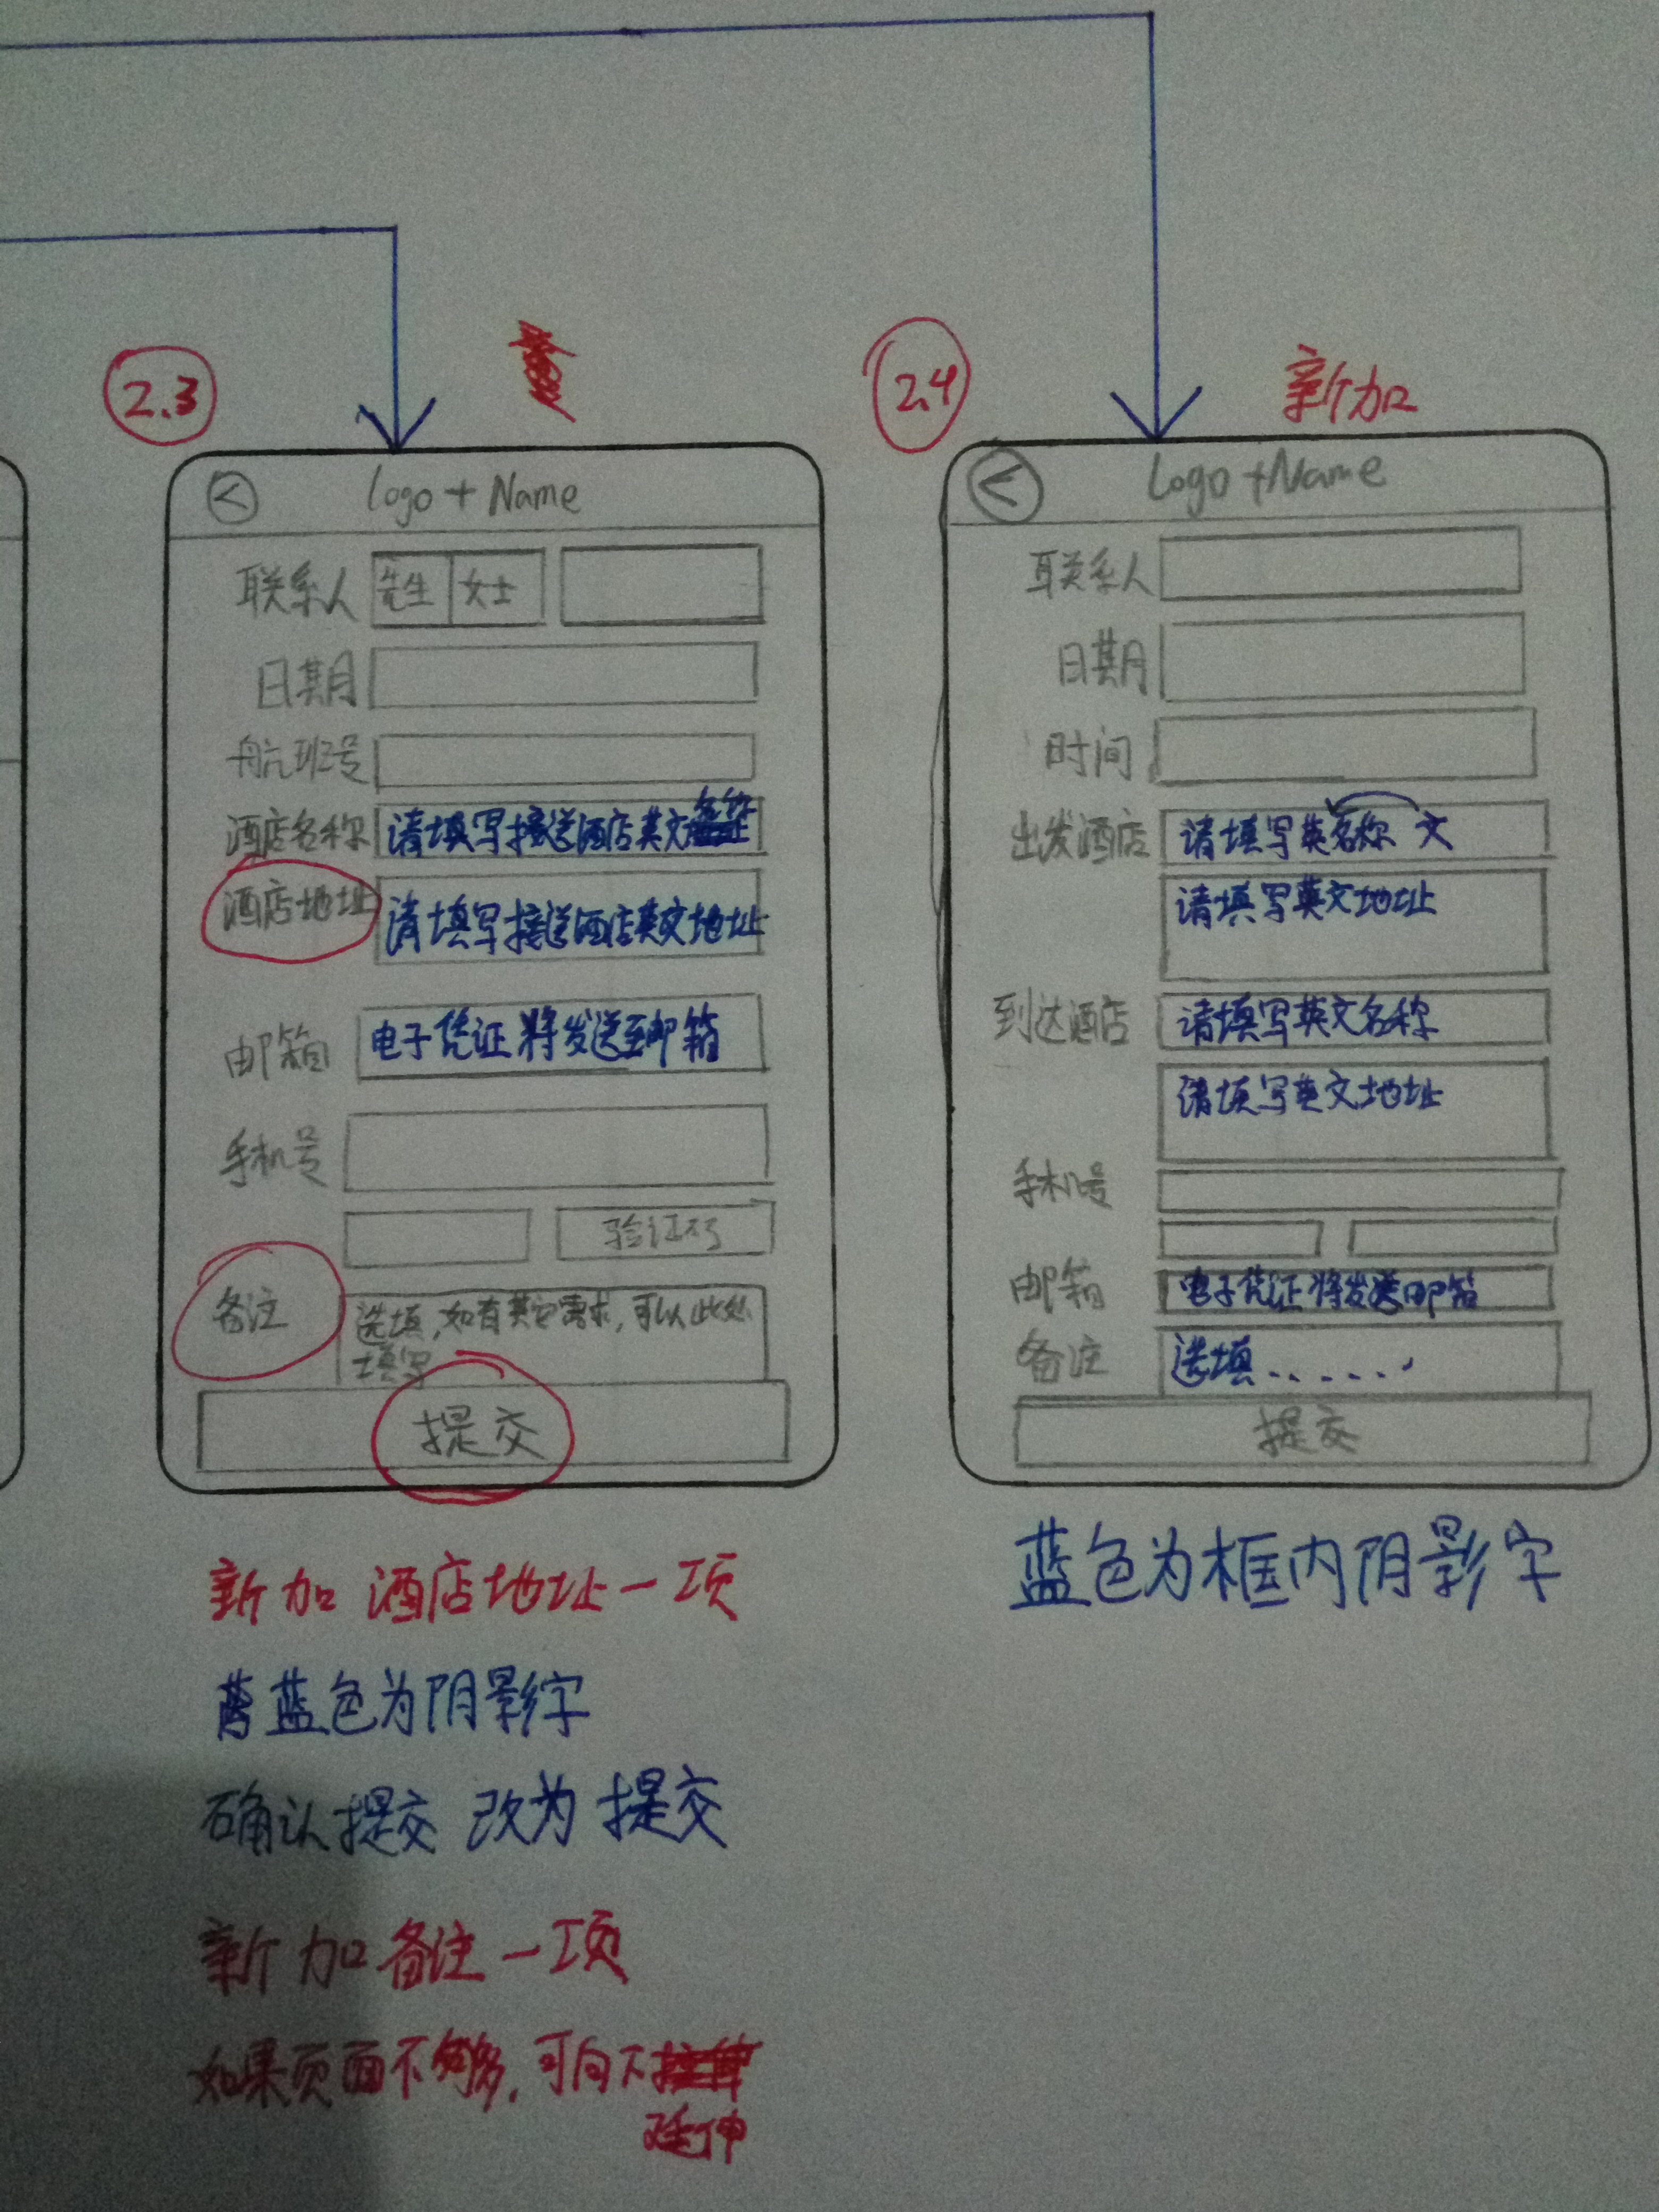 2.3
Logo + Name
联系人 先生 女士
日期
航班号
酒店名称 请填写接送酒店英文名称
酒店地址 请填写接送酒店英文地址
邮箱 电子凭证将发送至邮箱
手机号
验证码
备注 选填,如有其它需求,可以此处
填写
提交
新加 酒店地址一项
蓝色为阴影字
确认提交 改为 提交
新加备注一项
如果页面不够,可向下
延伸
2.4
新加
Logo + Name
联系人
日期
时间
出发酒店 请填写英名称 文
请填写英文地址
到达酒店 请填写英文名称
请填写英文地址
手机号
邮箱 电子凭证将发送邮箱
备注 选填......
提交
蓝色为框内阴影字